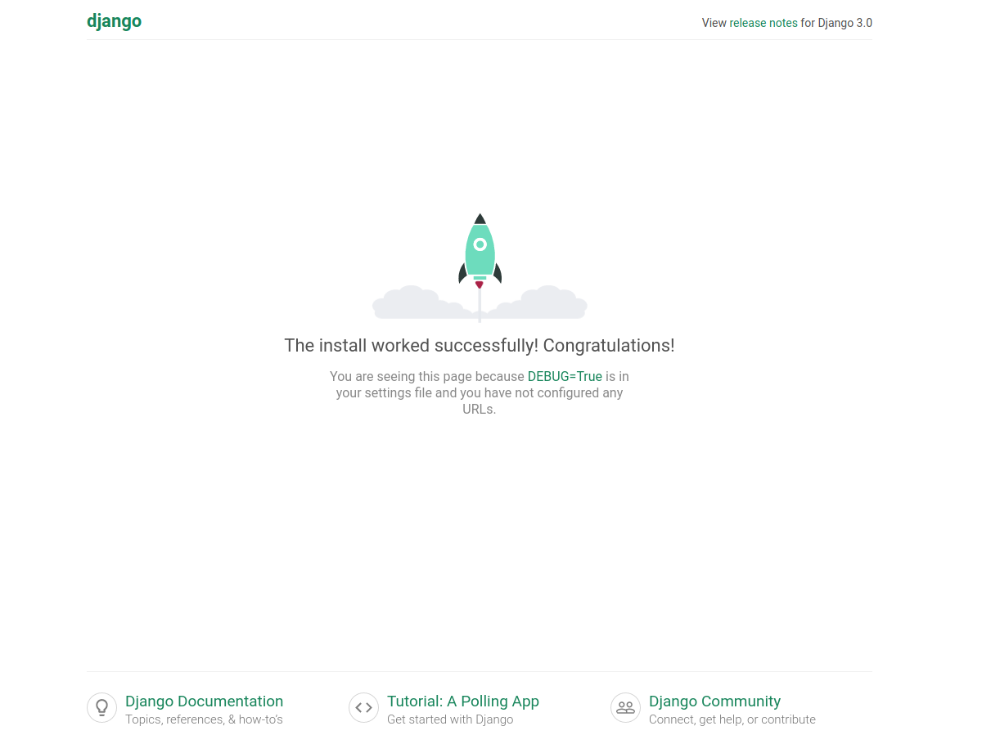 django
View release notes for Django 3.0
The install worked successfully! Congratulations!
You are seeing this page because DEBUG=True is in
your settings file and you have not configured any
URLs.
Django Documentation
Topics, references, & how-to's
Tutorial: A Polling App
Get started with Django
Django Community
Connect, get help, or contribute